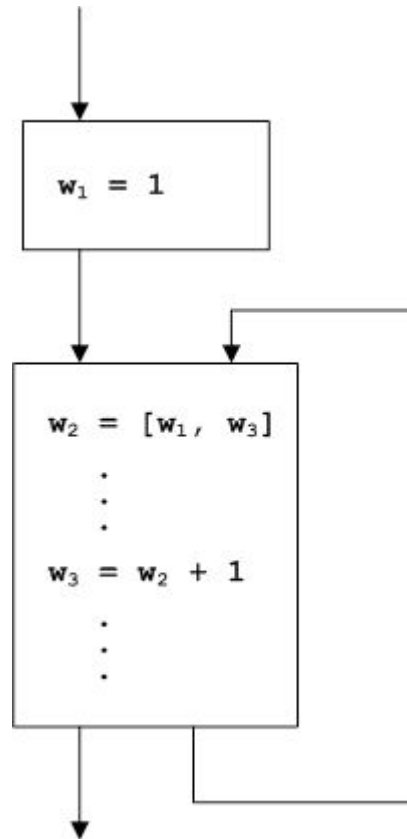 w₁ = 1
w₂ = [w₁, w₃]
.
.
.
w₃ = w₂ + 1
.
.
.